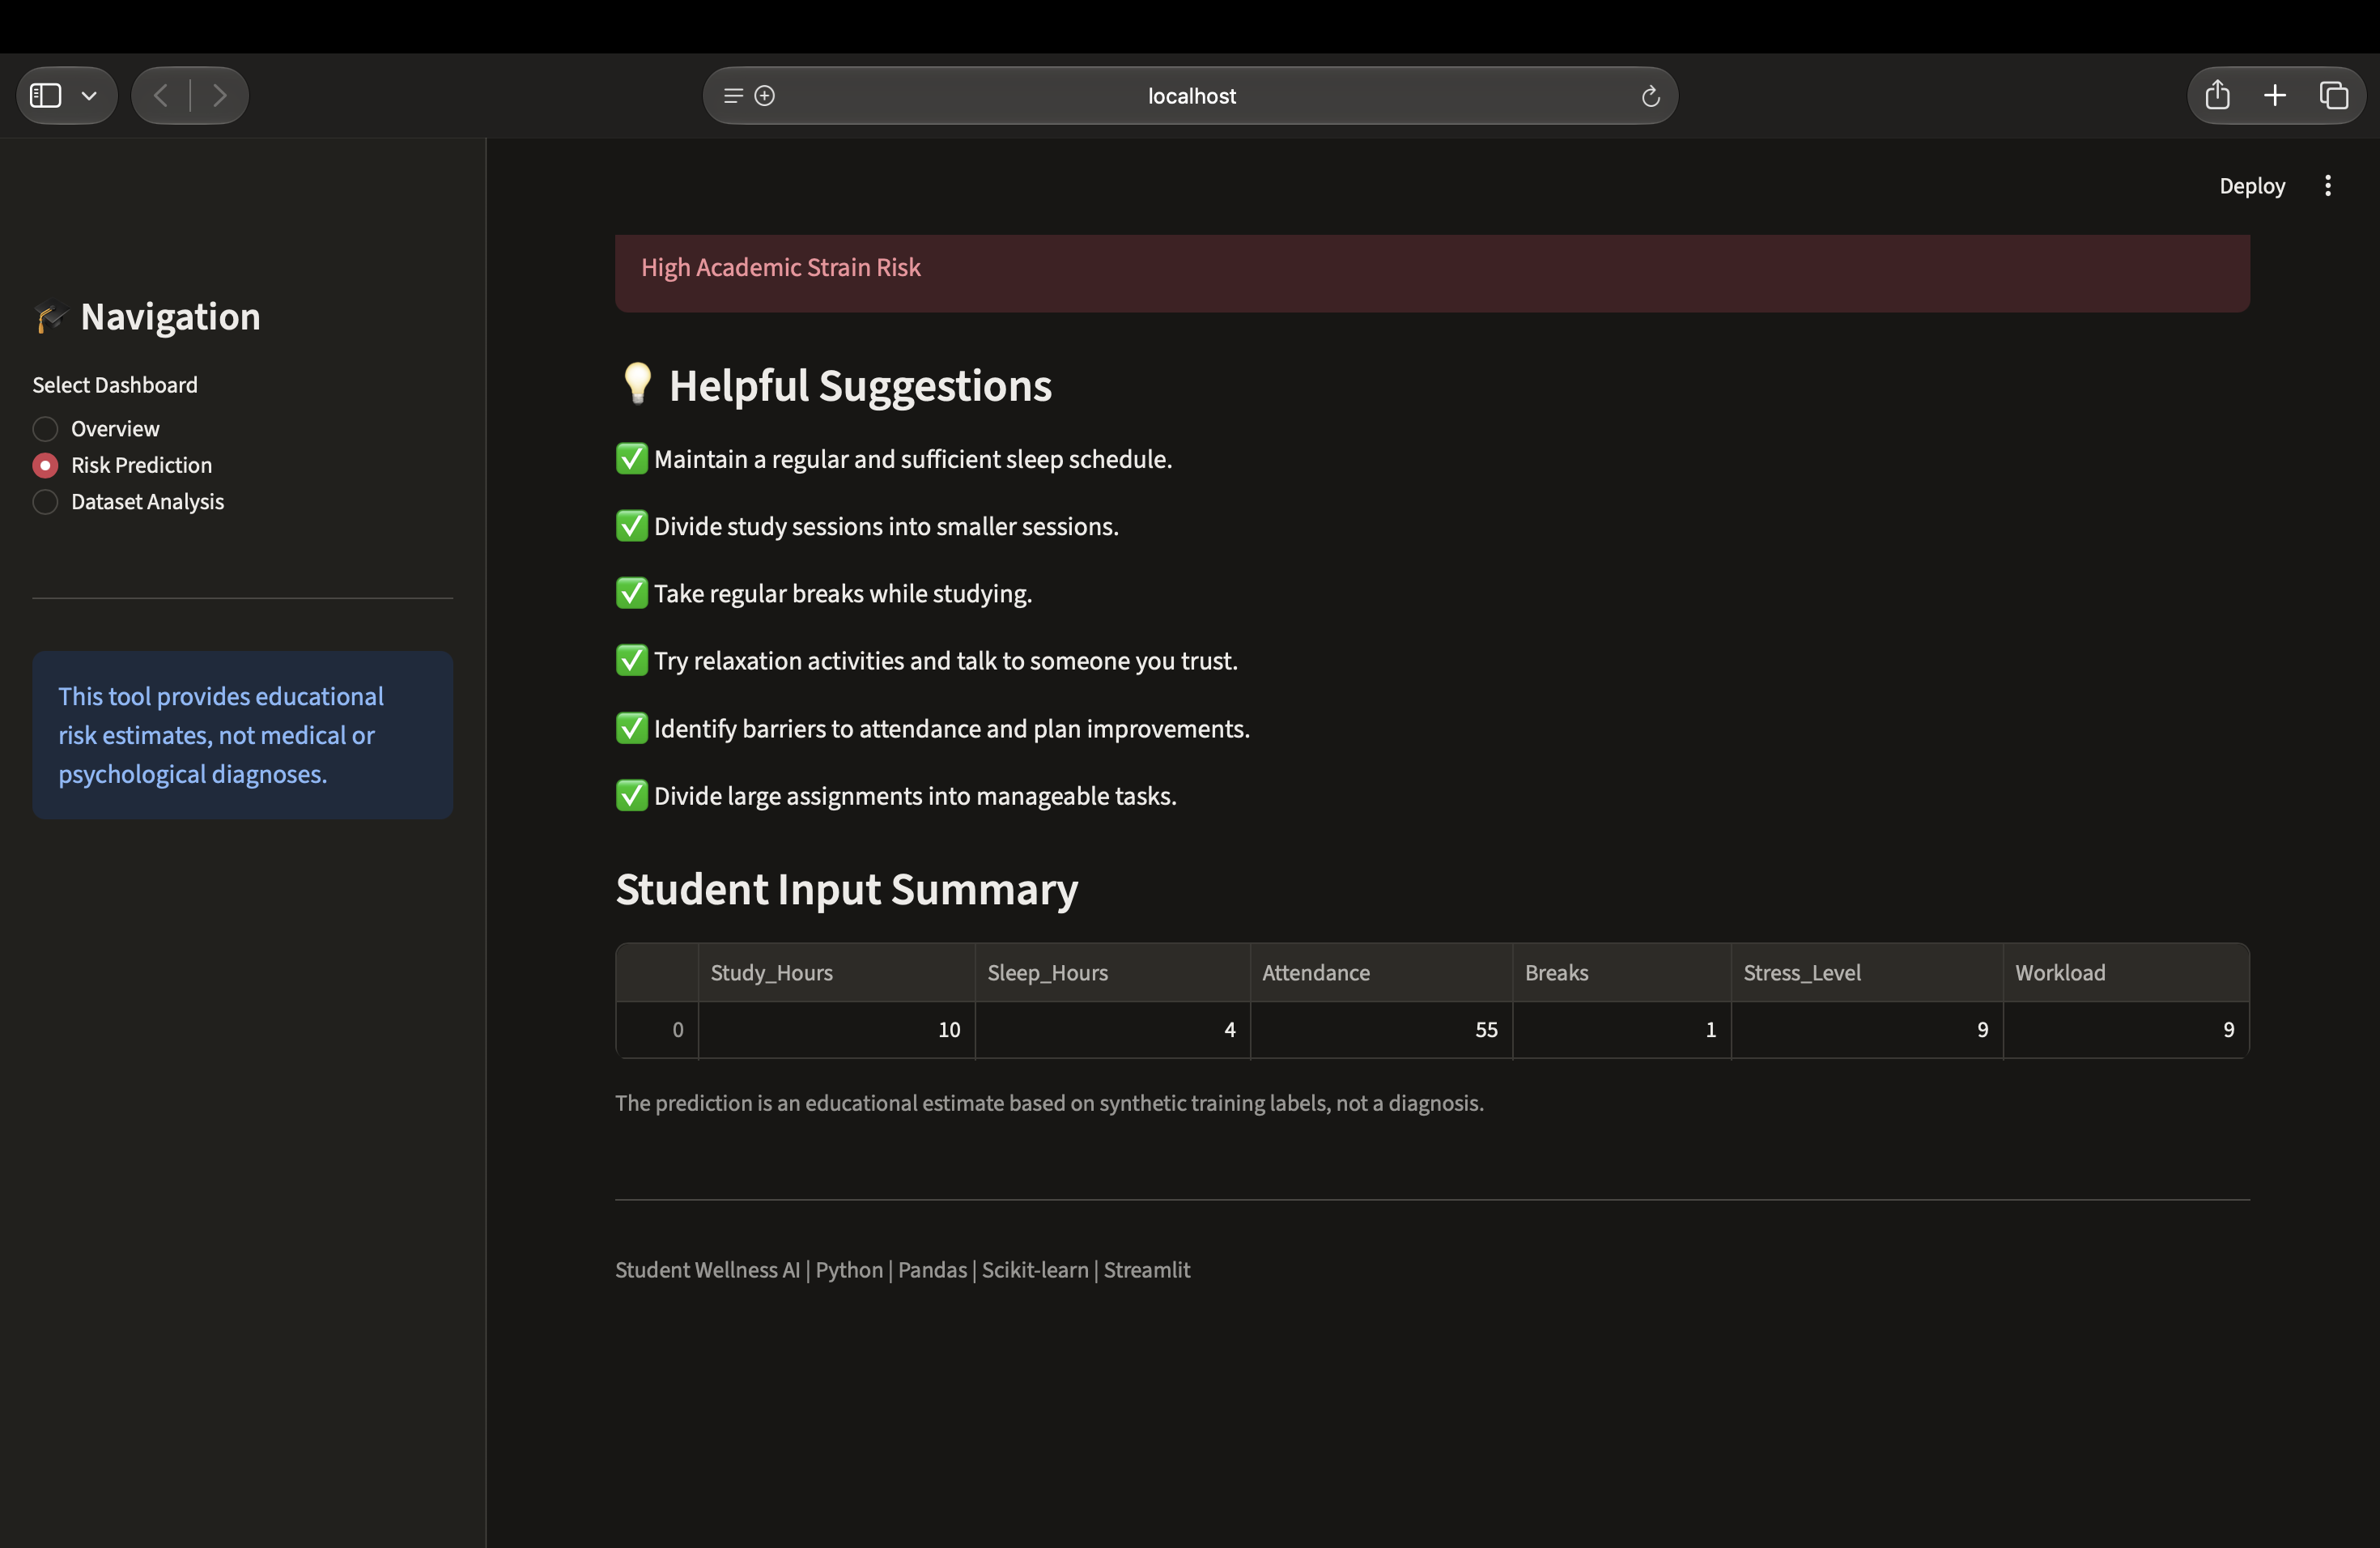 localhost
Deploy
🎓 Navigation
Select Dashboard
Overview
Risk Prediction
Dataset Analysis
This tool provides educational
risk estimates, not medical or
psychological diagnoses.
High Academic Strain Risk
💡 Helpful Suggestions
✅ Maintain a regular and sufficient sleep schedule.
✅ Divide study sessions into smaller sessions.
✅ Take regular breaks while studying.
✅ Try relaxation activities and talk to someone you trust.
✅ Identify barriers to attendance and plan improvements.
✅ Divide large assignments into manageable tasks.
Student Input Summary
Study_Hours Sleep_Hours Attendance Breaks Stress_Level Workload
0 10 4 55 1 9 9
The prediction is an educational estimate based on synthetic training labels, not a diagnosis.
Student Wellness AI | Python | Pandas | Scikit-learn | Streamlit